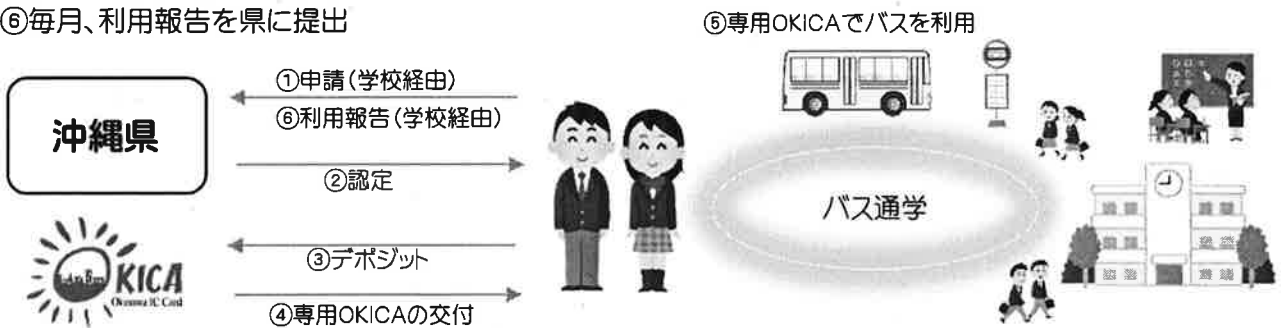 ⑥毎月、利用報告を県に提出
⑤専用OKICAでバスを利用
①申請(学校経由)
⑥利用報告(学校経由)
沖縄県
②認定
バス通学
③デポジット
KICA
Okinawa IC Card
④専用OKICAの交付